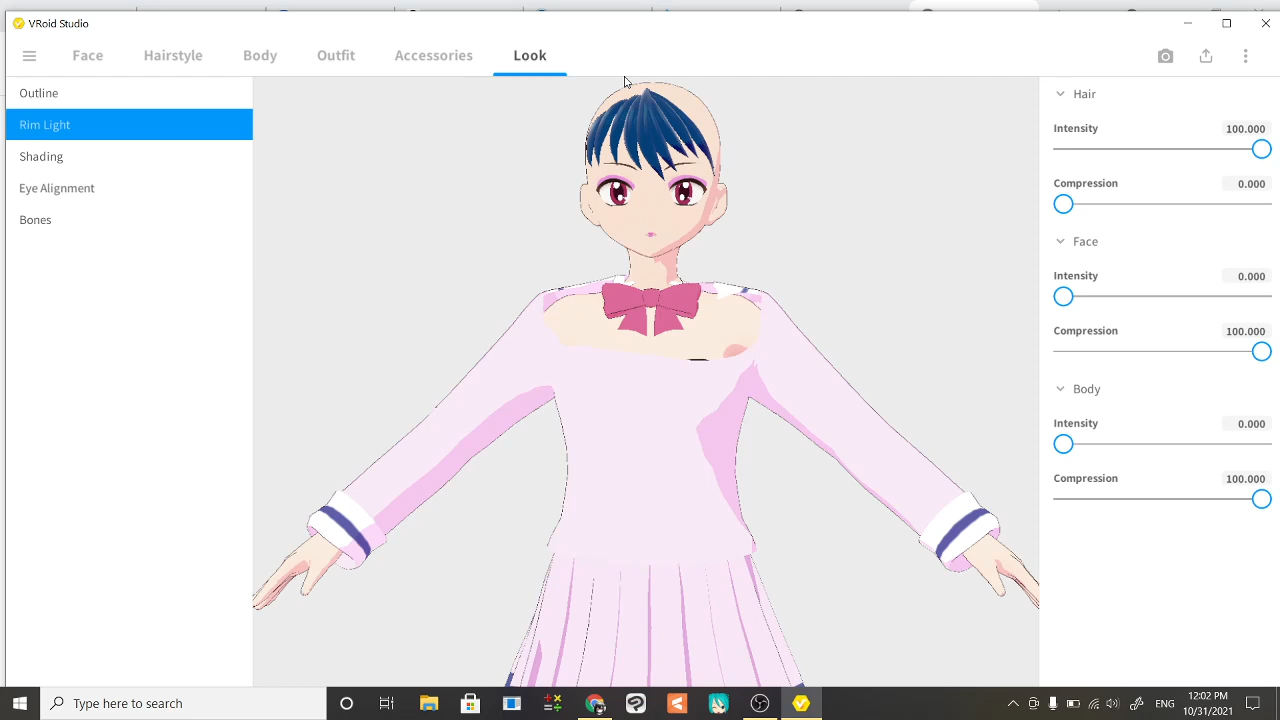 VRoid Studio
Face Hairstyle Body Outfit Accessories Look
Outline
Rim Light
Shading
Eye Alignment
Bones
Hair
Intensity 100.000
Compression 0.000
Face
Intensity 0.000
Compression 100.000
Body
Intensity 0.000
Compression 100.000
Type here to search
ENG
12:02 PM
10/31/2021